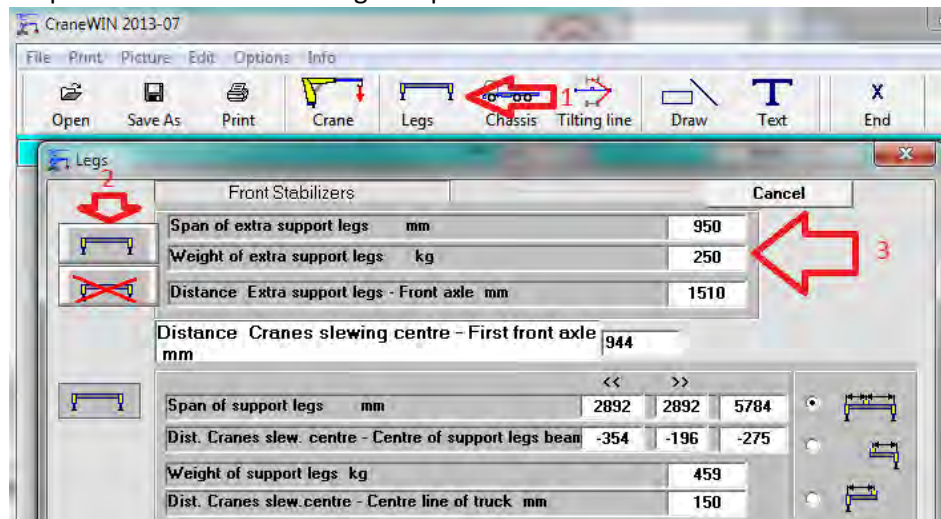 CraneWIN 2013-07
File Print Picture Edit Options Info
1
Open Save As Print Crane Legs Chassis Tilting line Draw Text End
Legs
2
Front Stabilizers Cancel
Span of extra support legs mm 950
Weight of extra support legs kg 250
3
Distance Extra support legs - Front axle mm 1510
Distance Cranes slewing centre - First front axle 944
mm
<< >>
Span of support legs mm 2892 2892 5784
Dist. Cranes slew. centre - Centre of support legs bean -354 -196 -275
Weight of support legs kg 459
Dist. Cranes slew.centre - Centre line of truck mm 150